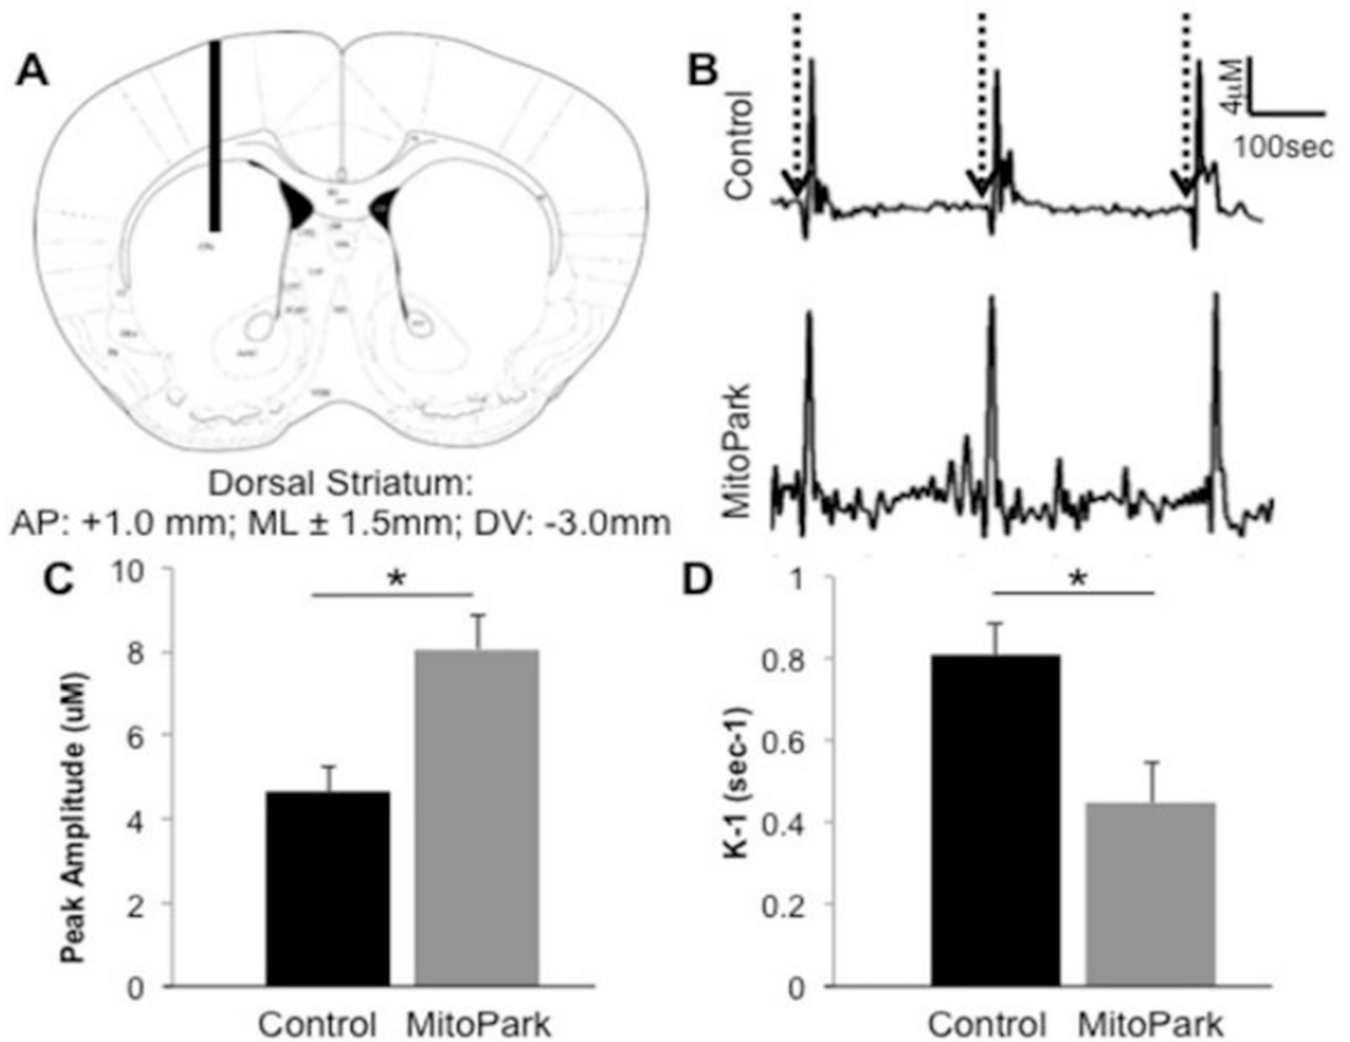 A
Dorsal Striatum:
AP: +1.0 mm; ML ± 1.5mm; DV: -3.0mm
B
Control
4µM
100sec
MitoPark
C
*
10
8
6
4
2
0
Peak Amplitude (uM)
Control MitoPark
D
*
1
0.8
0.6
0.4
0.2
0
K-1 (sec-1)
Control MitoPark